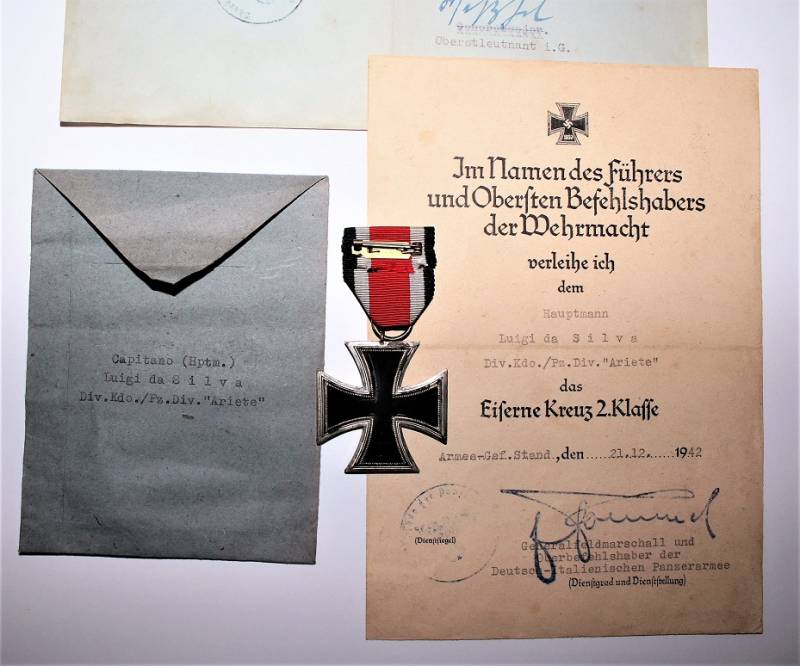 Oberstleutnant i.G.
Capitano (Hptm.)
Luigi da S i l v a
Div.Kdo./Pz.Div."Ariete"
Im Namen des Führers
und Oberſten Befehlshabers
der Wehrmacht
verleihe ich
dem
Hauptmann
Luigi da S i l v a
Div.Kdo./Pz.Div."Ariete"
das
Eiſerne Kreuz 2.Klaſſe
Armee-Gef.Stand ,den 21.12. 1942
(Dienſtſiegel)
Generalfeldmarschall und
Oberbefehlshaber der
Deutsch-Italienischen Panzerarmee
(Dienſtgrad und Dienſtſtellung)